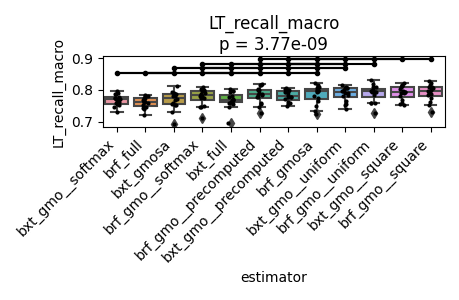 LT_recall_macro
p = 3.77e-09
LT_recall_macro
0.9
0.8
0.7
bxt_gmo__softmax
brf_full
bxt_gmosa
brf_gmo__softmax
bxt_full
brf_gmo__precomputed
bxt_gmo__precomputed
brf_gmosa
bxt_gmo__uniform
brf_gmo__uniform
bxt_gmo__square
brf_gmo__square
estimator